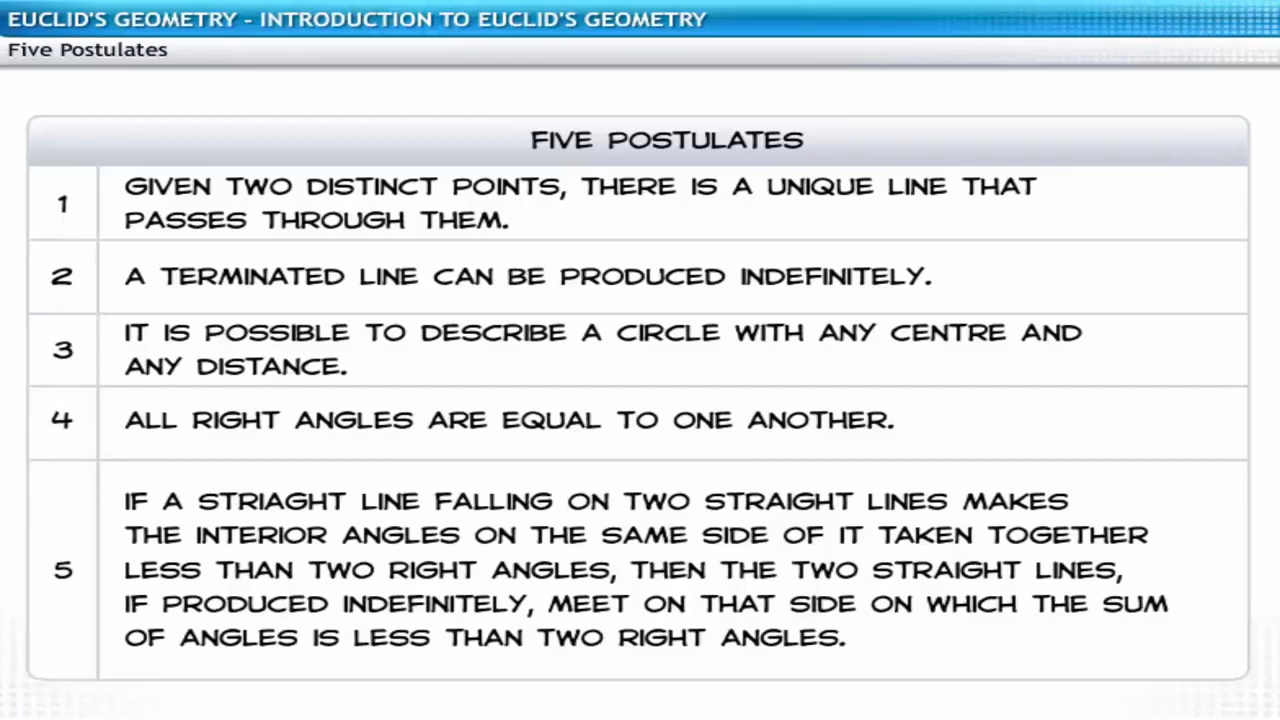 EUCLID'S GEOMETRY - INTRODUCTION TO EUCLID'S GEOMETRY
Five Postulates
FIVE POSTULATES
1 GIVEN TWO DISTINCT POINTS, THERE IS A UNIQUE LINE THAT
PASSES THROUGH THEM.
2 A TERMINATED LINE CAN BE PRODUCED INDEFINITELY.
3 IT IS POSSIBLE TO DESCRIBE A CIRCLE WITH ANY CENTRE AND
ANY DISTANCE.
4 ALL RIGHT ANGLES ARE EQUAL TO ONE ANOTHER.
5 IF A STRIAGHT LINE FALLING ON TWO STRAIGHT LINES MAKES
THE INTERIOR ANGLES ON THE SAME SIDE OF IT TAKEN TOGETHER
LESS THAN TWO RIGHT ANGLES, THEN THE TWO STRAIGHT LINES,
IF PRODUCED INDEFINITELY, MEET ON THAT SIDE ON WHICH THE SUM
OF ANGLES IS LESS THAN TWO RIGHT ANGLES.